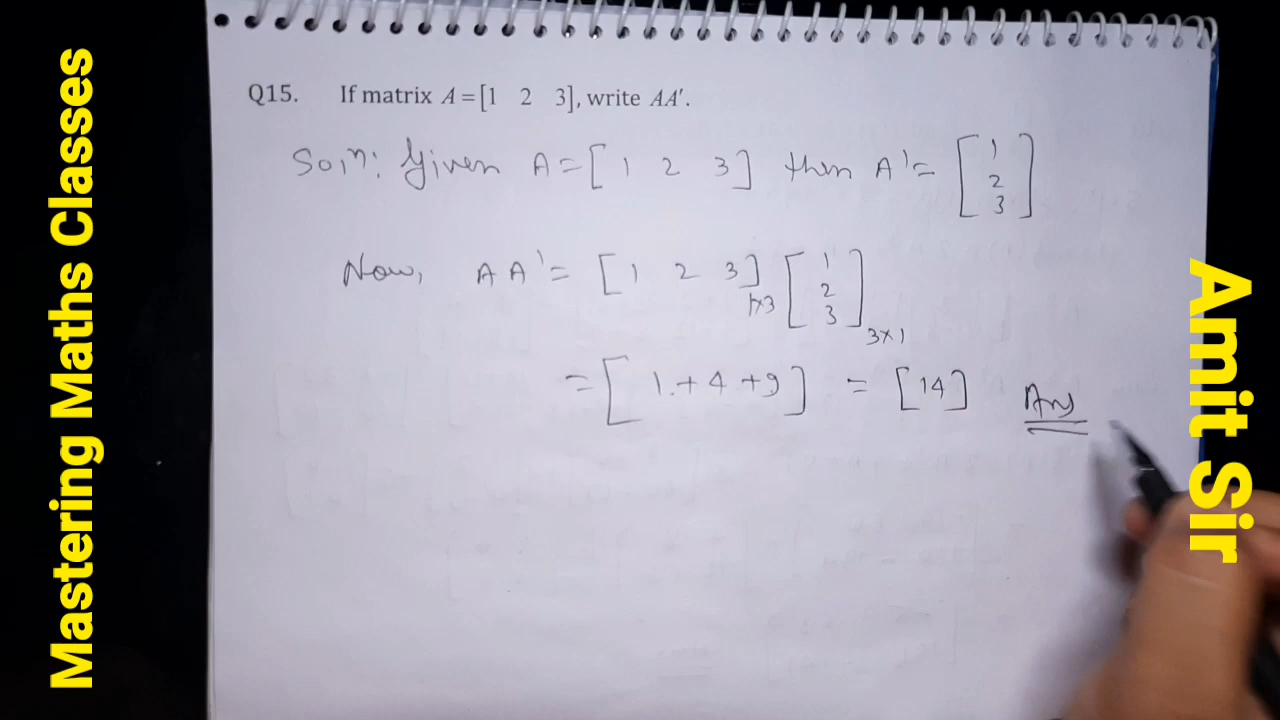 Mastering Maths Classes
Q15. If matrix A=[1 2 3], write AA'.
Soln: Given A=[1 2 3] then A'= [1
2
3]
Now, AA'= [1 2 3]1×3 [1
2
3]3×1
= [1.+4+9] = [14] Ans
Amit Sir